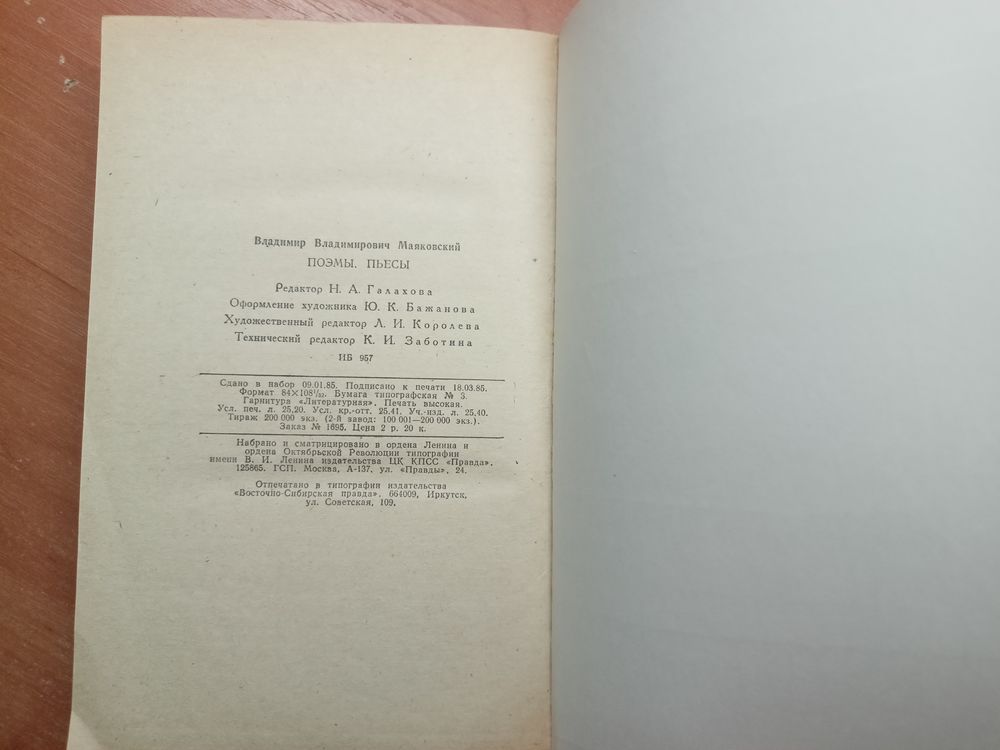 Владимир Владимирович Маяковский
ПОЭМЫ. ПЬЕСЫ
Редактор Н. А. Галахова
Оформление художника Ю. К. Бажанова
Художественный редактор Л. И. Королева
Технический редактор К. И. Заботина
ИБ 957
Сдано в набор 09.01.85. Подписано к печати 18.03.85.
Формат 84×108¹/₃₂. Бумага типографская № 3.
Гарнитура «Литературная». Печать высокая.
Усл. печ. л. 25,20. Усл. кр.-отт. 25,41. Уч.-изд. л. 25,40.
Тираж 200 000 экз. (2-й завод: 100 001—200 000 экз.).
Заказ № 1695. Цена 2 р. 20 к.
Набрано и сматрицировано в ордена Ленина и
ордена Октябрьской Революции типографии
имени В. И. Ленина издательства ЦК КПСС «Правда».
125865. ГСП. Москва, А-137, ул. «Правды», 24.
Отпечатано в типографии издательства
«Восточно-Сибирская правда». 664009, Иркутск,
ул. Советская, 109.